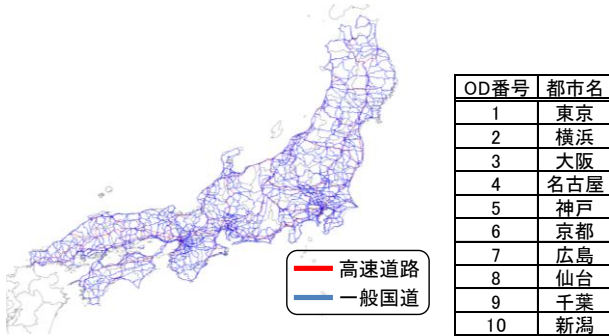 高速道路
一般国道
OD番号 都市名
1 東京
2 横浜
3 大阪
4 名古屋
5 神戸
6 京都
7 広島
8 仙台
9 千葉
10 新潟